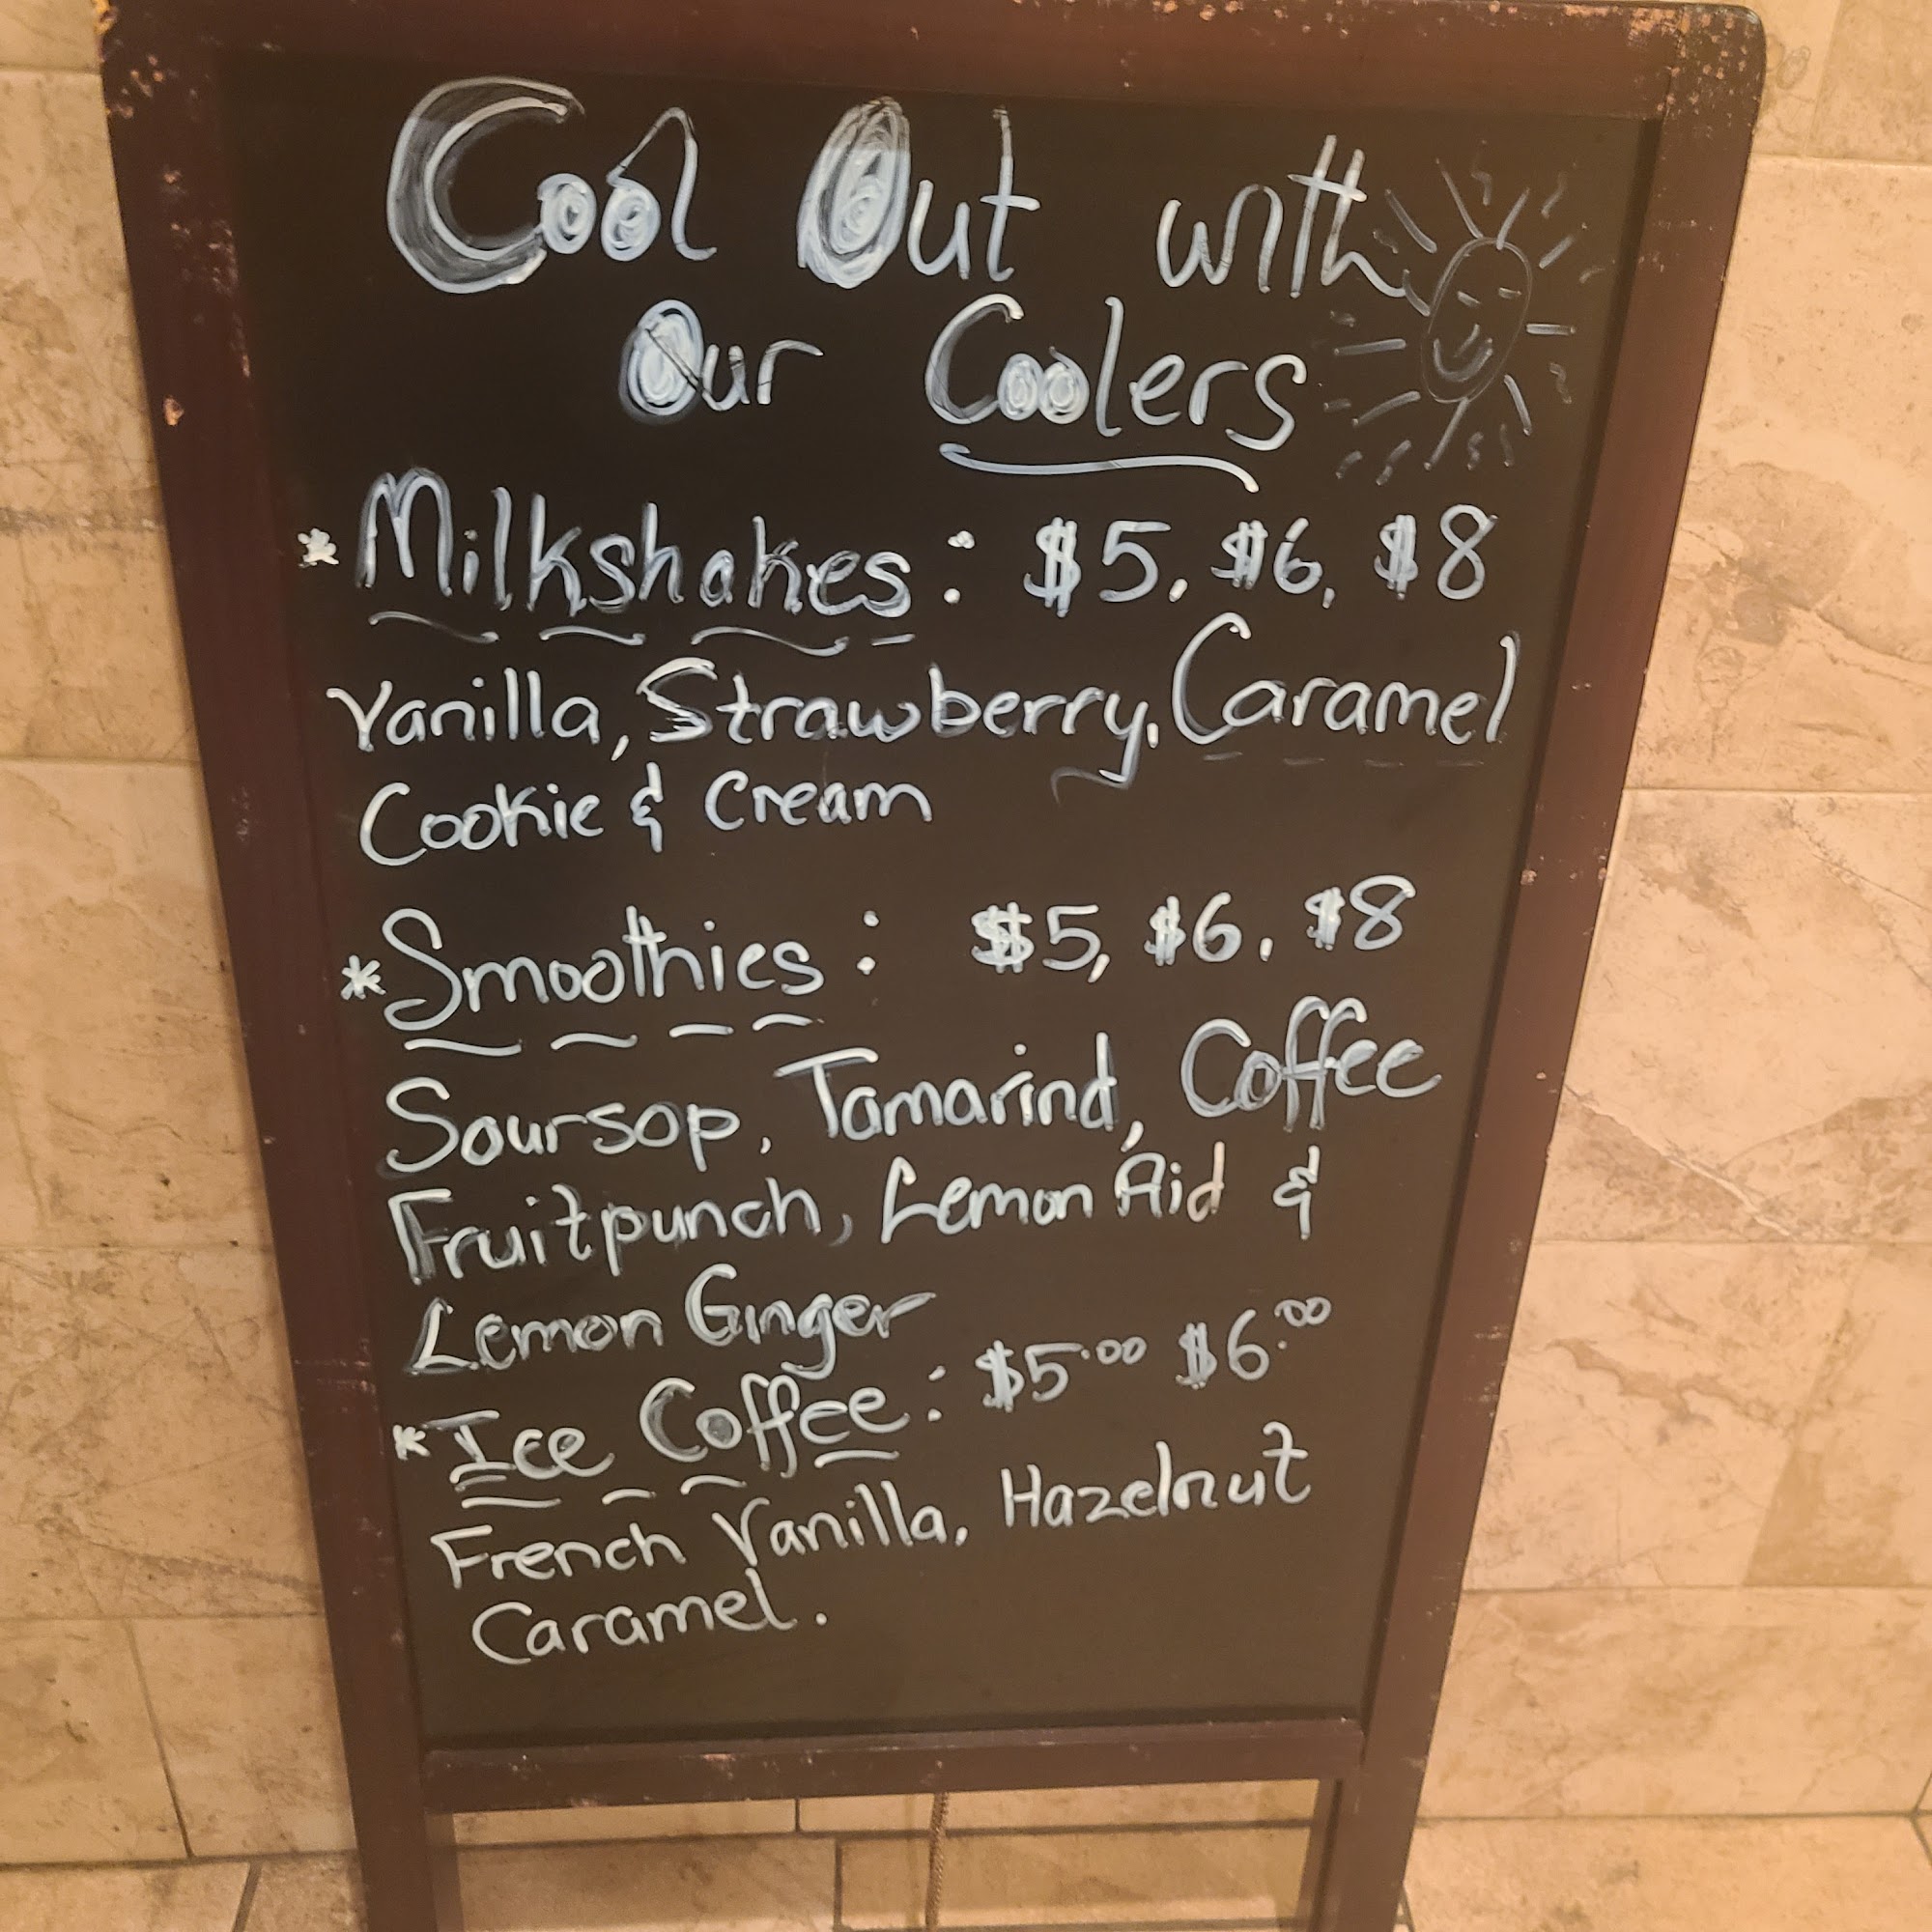 Cool Out with
Our Coolers
*Milkshakes: $5, $6, $8
Vanilla, Strawberry, Caramel
Cookie & Cream
*Smoothies: $5, $6, $8
Soursop, Tamarind, Coffee
Fruitpunch, Lemon Aid &
Lemon Ginger
*Ice Coffee: $5.00 $6.00
French Vanilla, Hazelnut
Caramel.